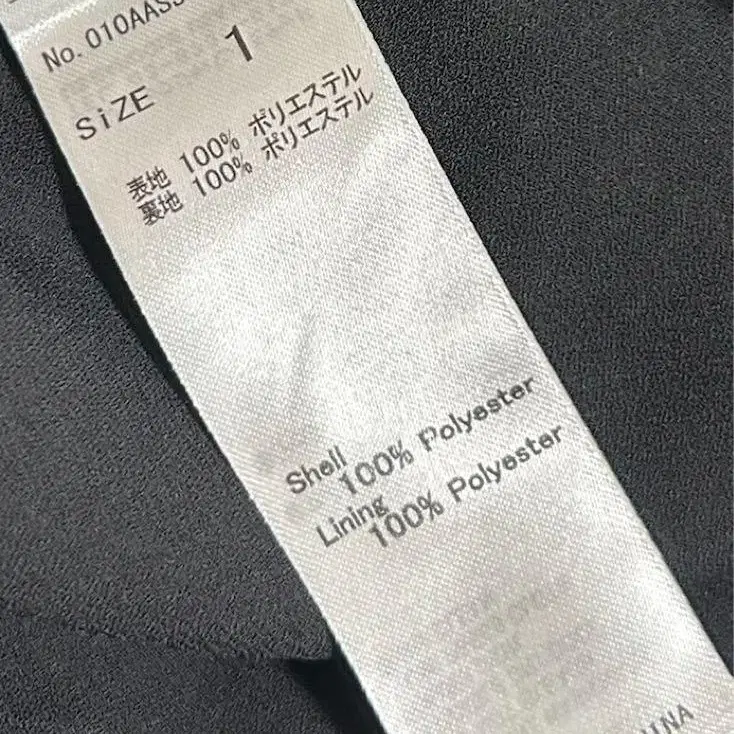 No. 010AASS
SiZE 1
表地 100% ポリエステル
裏地 100% ポリエステル
Shell
100% Polyester
Lining
100% Polyester